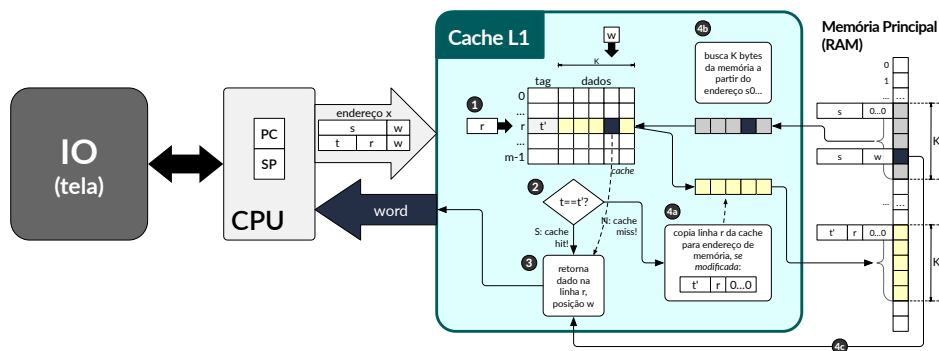 IO
(tela)
CPU
PC
SP
endereço x
s w
t r w
word
Cache L1
w
K
tag dados
0
...
r
...
m-1
t'
cache
1
r
2
t==t'?
S: cache
hit!
N: cache
miss!
3
retorna
dado na
linha r,
posição w
4a
copia linha r da cache
para endereço de
memória, se
modificada:
t' r 0...0
4b
busca K bytes
da memória a
partir do
endereço s0...
4c
Memória Principal
(RAM)
0
1
... ...
s 0...0
K
s w
... ...
t' r 0...0
K